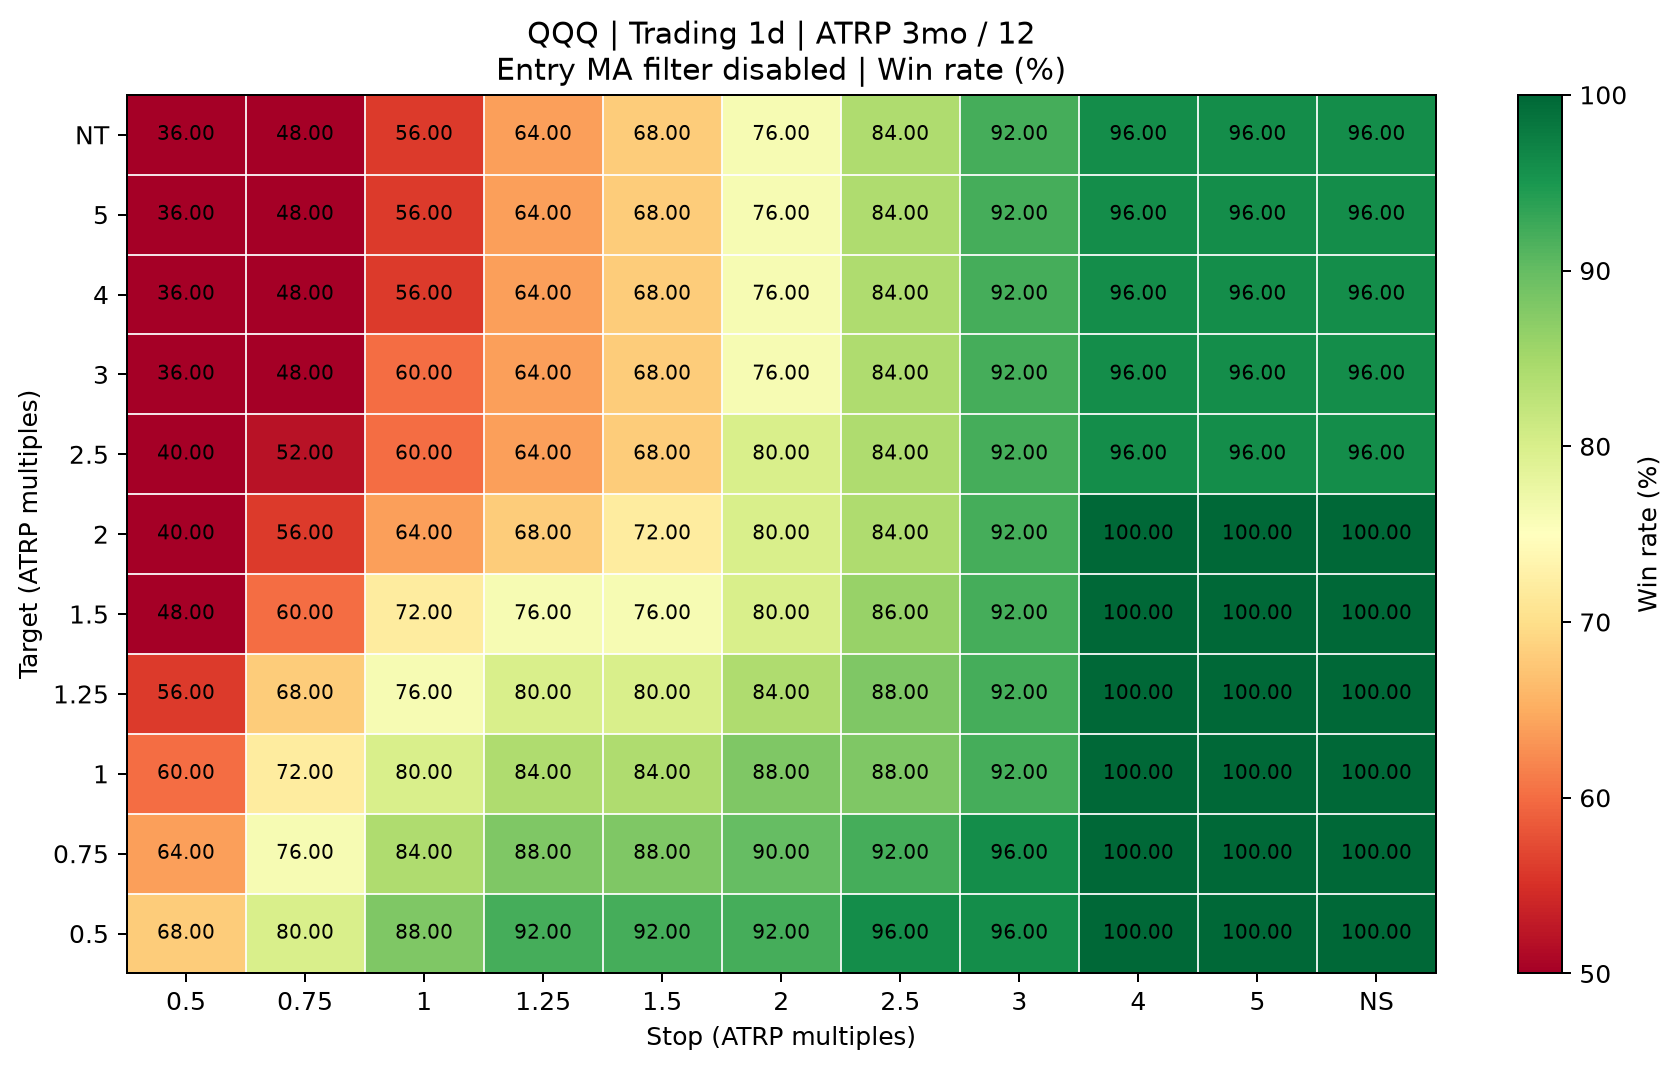 QQQ | Trading 1d | ATRP 3mo / 12
Entry MA filter disabled | Win rate (%)
NT 36.00 48.00 56.00 64.00 68.00 76.00 84.00 92.00 96.00 96.00 96.00
5 36.00 48.00 56.00 64.00 68.00 76.00 84.00 92.00 96.00 96.00 96.00
4 36.00 48.00 56.00 64.00 68.00 76.00 84.00 92.00 96.00 96.00 96.00
3 36.00 48.00 60.00 64.00 68.00 76.00 84.00 92.00 96.00 96.00 96.00
2.5 40.00 52.00 60.00 64.00 68.00 80.00 84.00 92.00 96.00 96.00 96.00
2 40.00 56.00 64.00 68.00 72.00 80.00 84.00 92.00 100.00 100.00 100.00
1.5 48.00 60.00 72.00 76.00 76.00 80.00 86.00 92.00 100.00 100.00 100.00
1.25 56.00 68.00 76.00 80.00 80.00 84.00 88.00 92.00 100.00 100.00 100.00
1 60.00 72.00 80.00 84.00 84.00 88.00 88.00 92.00 100.00 100.00 100.00
0.75 64.00 76.00 84.00 88.00 88.00 90.00 92.00 96.00 100.00 100.00 100.00
0.5 68.00 80.00 88.00 92.00 92.00 92.00 96.00 96.00 100.00 100.00 100.00
0.5 0.75 1 1.25 1.5 2 2.5 3 4 5 NS
Stop (ATRP multiples)
Target (ATRP multiples)
100
90
80
70
60
50
Win rate (%)